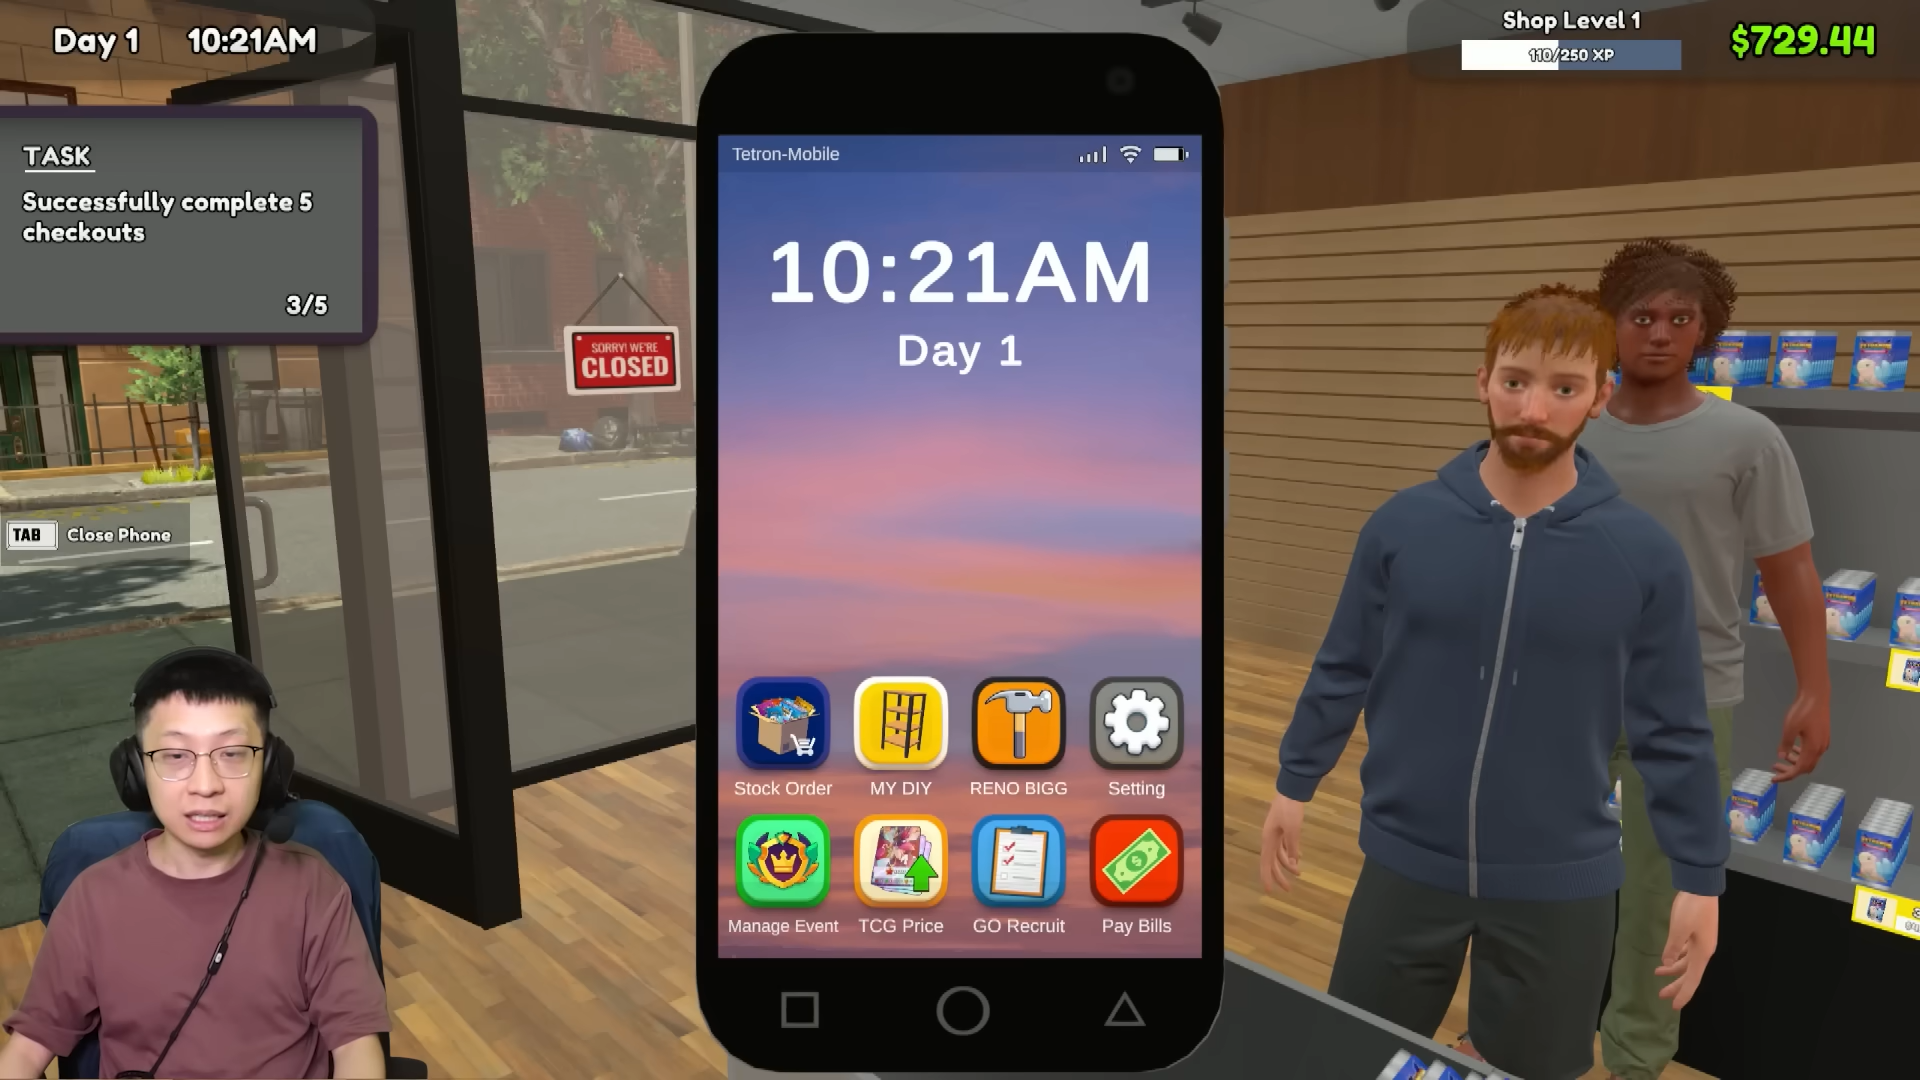 Day 1 10:21AM
Shop Level 1
110/250 XP
$729.44
TASK
Successfully complete 5
checkouts
3/5
SORRY! WE'RE
CLOSED
TAB Close Phone
Tetron-Mobile
10:21AM
Day 1
Stock Order MY DIY RENO BIGG Setting
Manage Event TCG Price GO Recruit Pay Bills